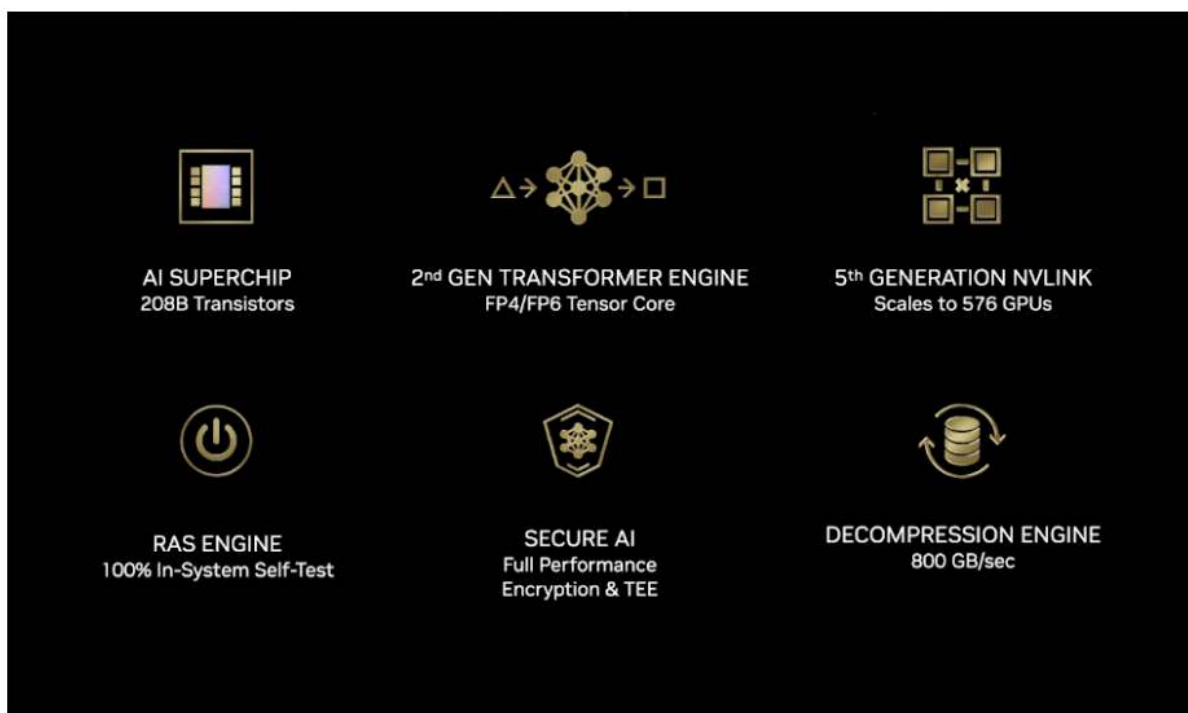 AI SUPERCHIP
208B Transistors
2nd GEN TRANSFORMER ENGINE
FP4/FP6 Tensor Core
5th GENERATION NVLINK
Scales to 576 GPUs
RAS ENGINE
100% In-System Self-Test
SECURE AI
Full Performance
Encryption & TEE
DECOMPRESSION ENGINE
800 GB/sec